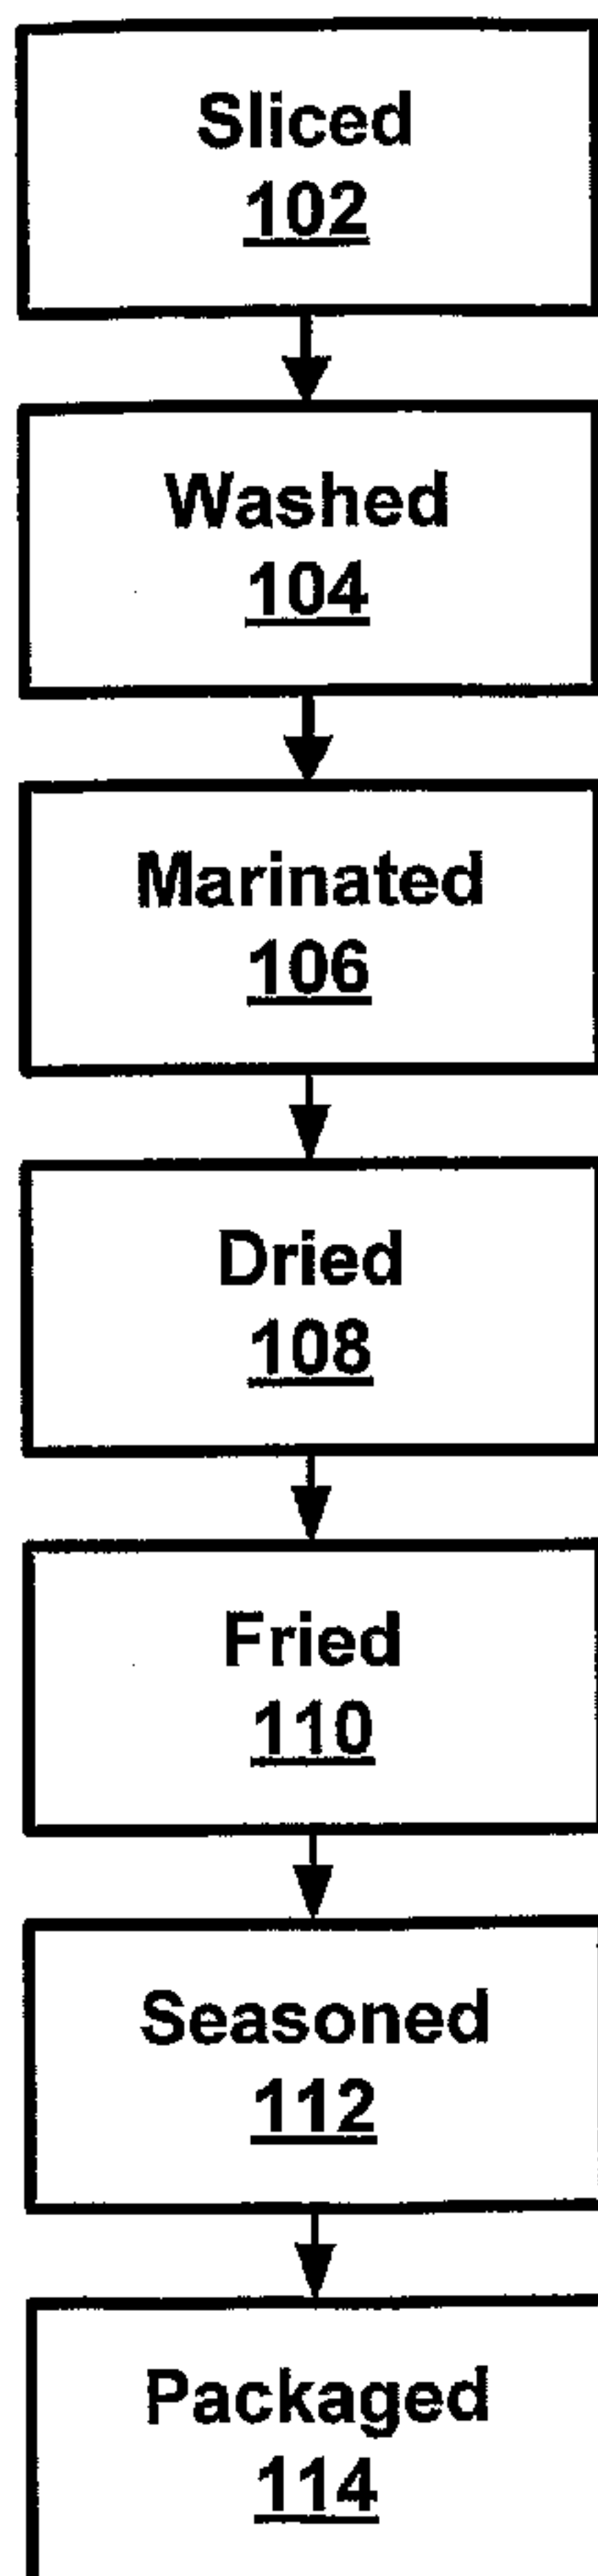 Sliced
102
Washed
104
Marinated
106
Dried
108
Fried
110
Seasoned
112
Packaged
114